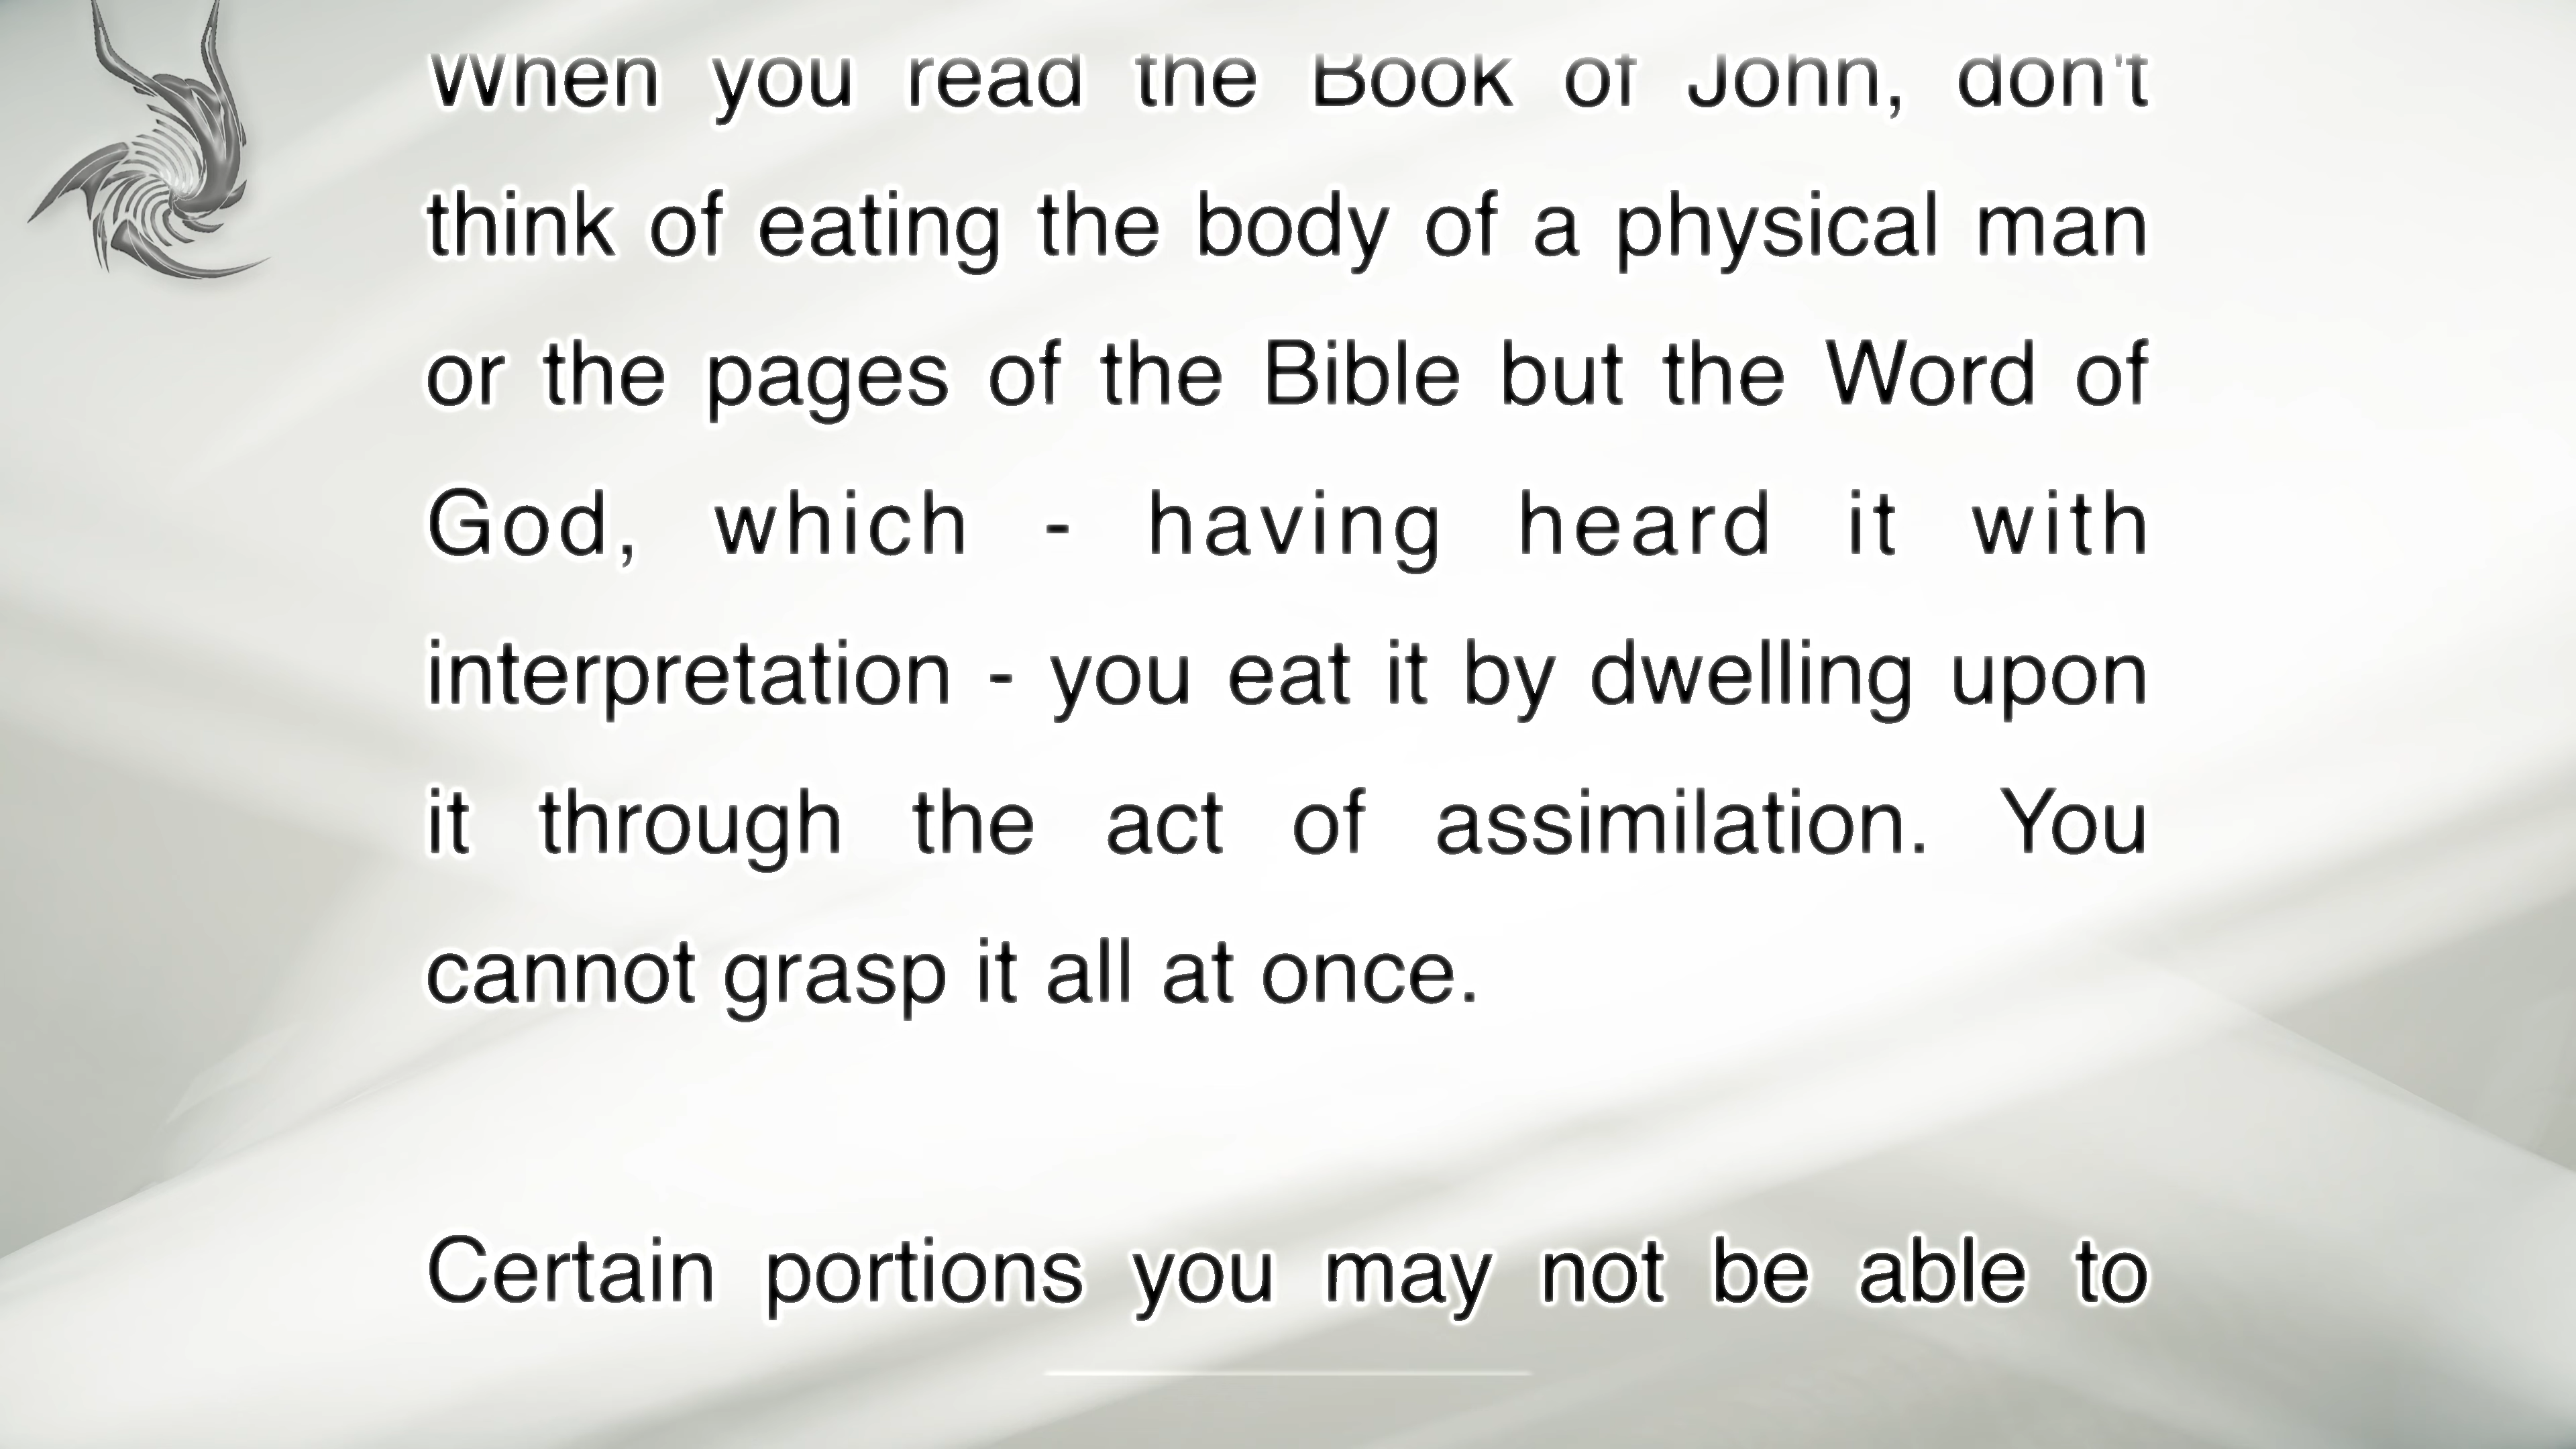 When you read the Book of John, don't
think of eating the body of a physical man
or the pages of the Bible but the Word of
God, which - having heard it with
interpretation - you eat it by dwelling upon
it through the act of assimilation. You
cannot grasp it all at once.
Certain portions you may not be able to